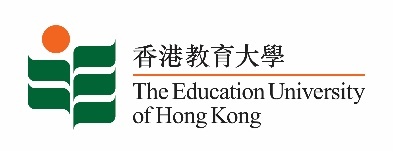 香港教育大學
The Education University
of Hong Kong